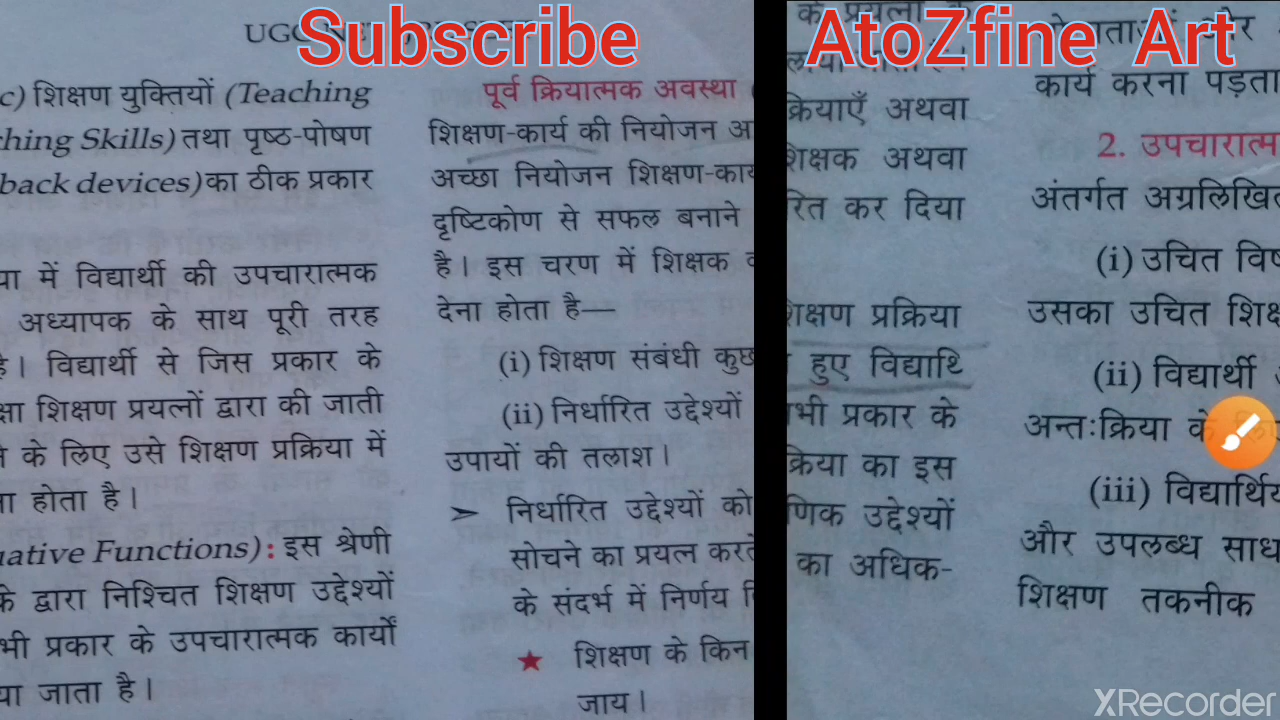 Subscribe
AtoZfine Art
UGC
c) शिक्षण युक्तियों (Teaching
hing Skills) तथा पृष्ठ-पोषण
back devices) का ठीक प्रकार
या में विद्यार्थी की उपचारात्मक
अध्यापक के साथ पूरी तरह
है। विद्यार्थी से जिस प्रकार के
क्षा शिक्षण प्रयत्नों द्वारा की जाती
के लिए उसे शिक्षण प्रक्रिया में
ना होता है।
uative Functions) : इस श्रेणी
के द्वारा निश्चित शिक्षण उद्देश्यों
भी प्रकार के उपचारात्मक कार्यों
या जाता है।
पूर्व क्रियात्मक अवस्था
शिक्षण-कार्य की नियोजन अ
अच्छा नियोजन शिक्षण-कार्य
दृष्टिकोण से सफल बनाने
है। इस चरण में शिक्षक
देना होता है—
(i) शिक्षण संबंधी कुछ
(ii) निर्धारित उद्देश्यों
उपायों की तलाश।
➤ निर्धारित उद्देश्यों को
सोचने का प्रयत्न करते
के संदर्भ में निर्णय
★ शिक्षण के किन
जाय।
के प्रयत्नों के
क्रियाएँ अथवा
शिक्षक अथवा
रित कर दिया
शिक्षण प्रक्रिया
हुए विद्यार्थि
भी प्रकार के
क्रिया का इस
णिक उद्देश्यों
का अधिक-
और
कार्य करना पड़ता
2. उपचारात्म
अंतर्गत अग्रलिखित
(i) उचित विष
उसका उचित शिक्ष
(ii) विद्यार्थी
अन्तःक्रिया के
(iii) विद्यार्थिय
और उपलब्ध साध
शिक्षण तकनीक
XRecorder